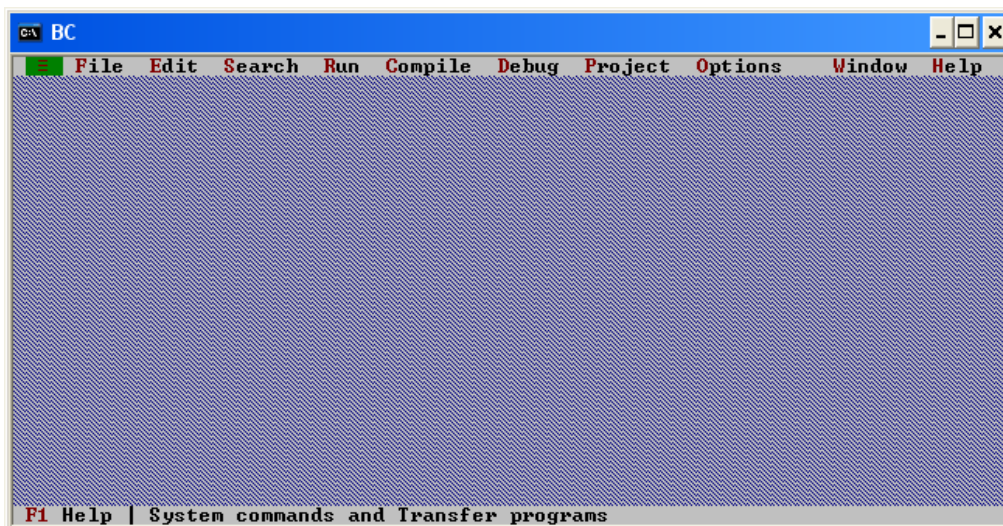 C:\ BC
≡ File Edit Search Run Compile Debug Project Options Window Help
F1 Help | System commands and Transfer programs